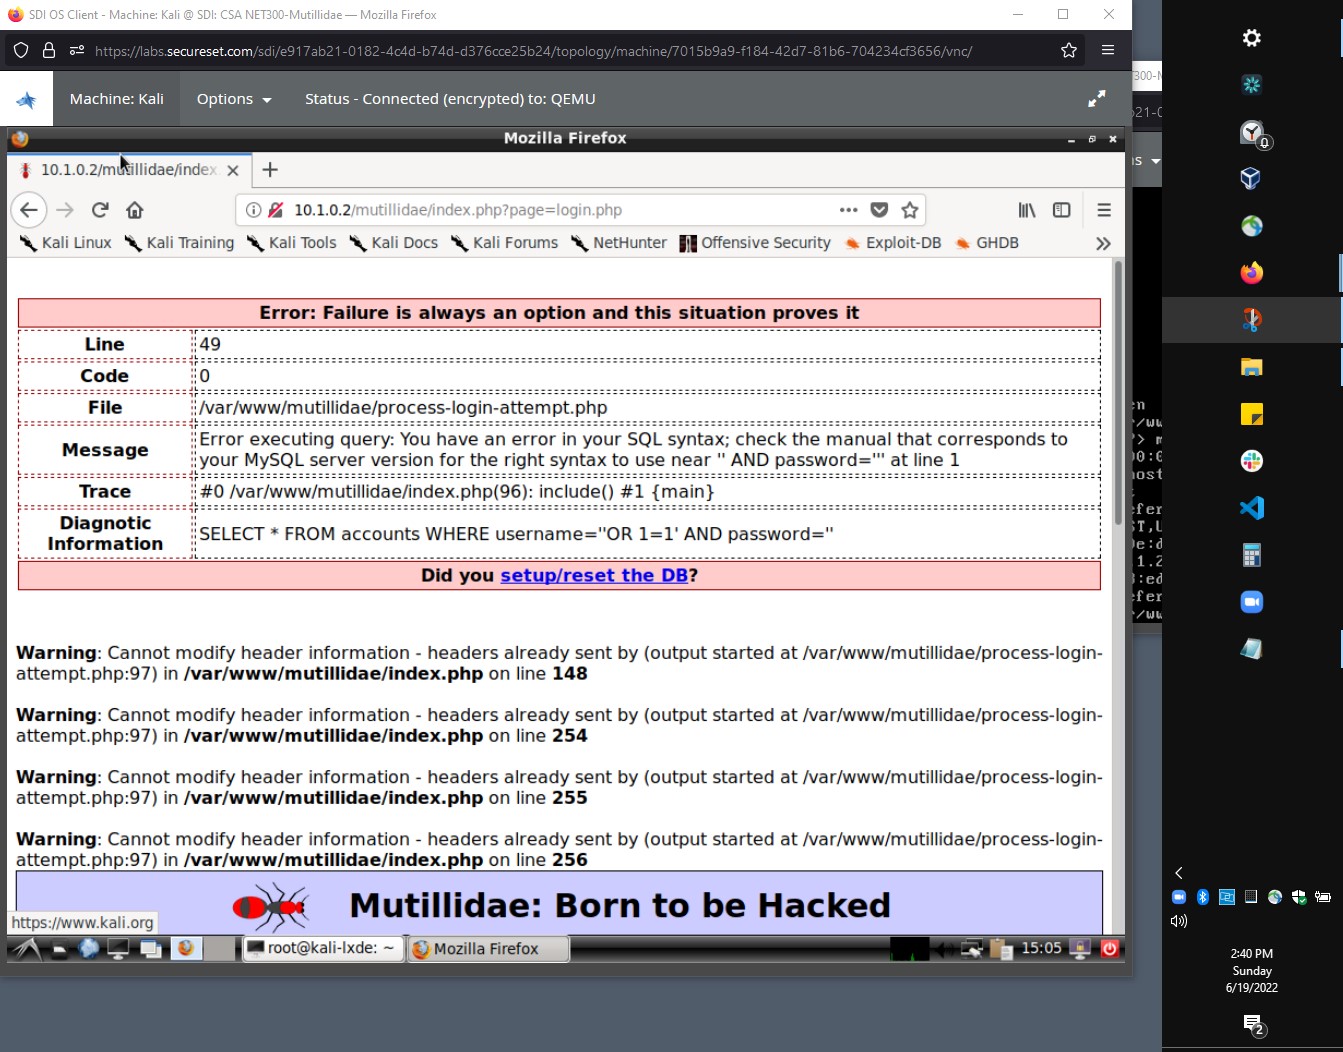 SDI OS Client - Machine: Kali @ SDI: CSA NET300-Mutillidae — Mozilla Firefox
https://labs.secureset.com/sdi/e917ab21-0182-4c4d-b74d-d376cce25b24/topology/machine/7015b9a9-f184-42d7-81b6-704234cf3656/vnc/
Machine: Kali Options Status - Connected (encrypted) to: QEMU
Mozilla Firefox
10.1.0.2/mutillidae/index.
10.1.0.2/mutillidae/index.php?page=login.php
Kali Linux Kali Training Kali Tools Kali Docs Kali Forums NetHunter Offensive Security Exploit-DB GHDB
Error: Failure is always an option and this situation proves it
Line 49
Code 0
File /var/www/mutillidae/process-login-attempt.php
Message Error executing query: You have an error in your SQL syntax; check the manual that corresponds to
your MySQL server version for the right syntax to use near '' AND password=''' at line 1
Trace #0 /var/www/mutillidae/index.php(96): include() #1 {main}
Diagnostic
Information SELECT * FROM accounts WHERE username=''OR 1=1' AND password=''
Did you setup/reset the DB?
Warning: Cannot modify header information - headers already sent by (output started at /var/www/mutillidae/process-login-
attempt.php:97) in /var/www/mutillidae/index.php on line 148
Warning: Cannot modify header information - headers already sent by (output started at /var/www/mutillidae/process-login-
attempt.php:97) in /var/www/mutillidae/index.php on line 254
Warning: Cannot modify header information - headers already sent by (output started at /var/www/mutillidae/process-login-
attempt.php:97) in /var/www/mutillidae/index.php on line 255
Warning: Cannot modify header information - headers already sent by (output started at /var/www/mutillidae/process-login-
attempt.php:97) in /var/www/mutillidae/index.php on line 256
Mutillidae: Born to be Hacked
https://www.kali.org
root@kali-lxde: ~ Mozilla Firefox 15:05
2:40 PM
Sunday
6/19/2022
2